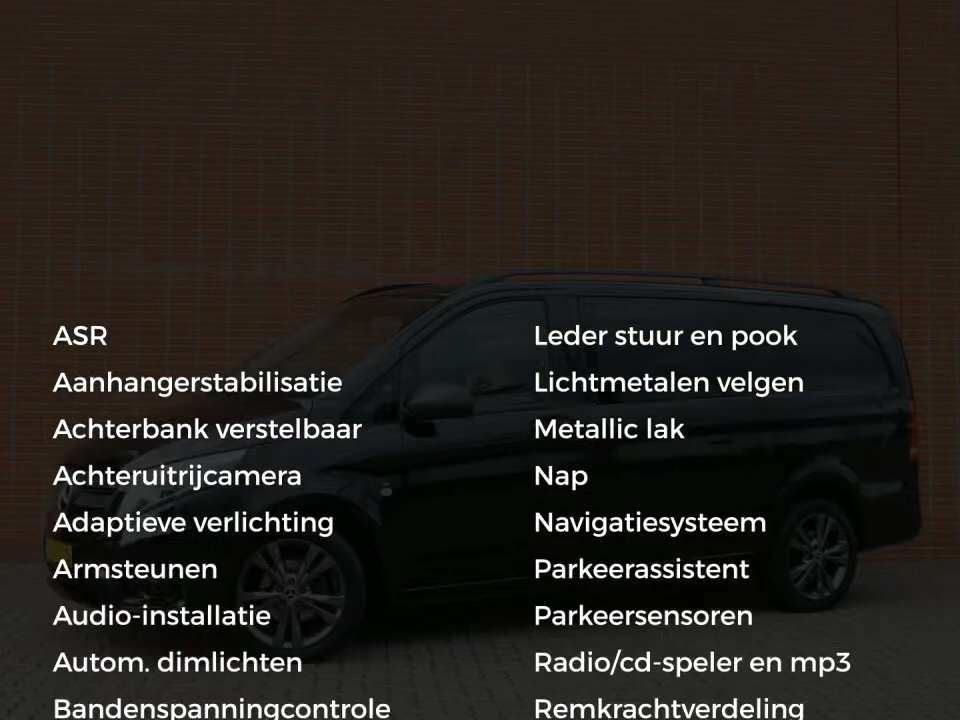 ASR
Aanhangerstabilisatie
Achterbank verstelbaar
Achteruitrijcamera
Adaptieve verlichting
Armsteunen
Audio-installatie
Autom. dimlichten
Bandenspanningcontrole
Leder stuur en pook
Lichtmetalen velgen
Metallic lak
Nap
Navigatiesysteem
Parkeerassistent
Parkeersensoren
Radio/cd-speler en mp3
Remkrachtverdeling